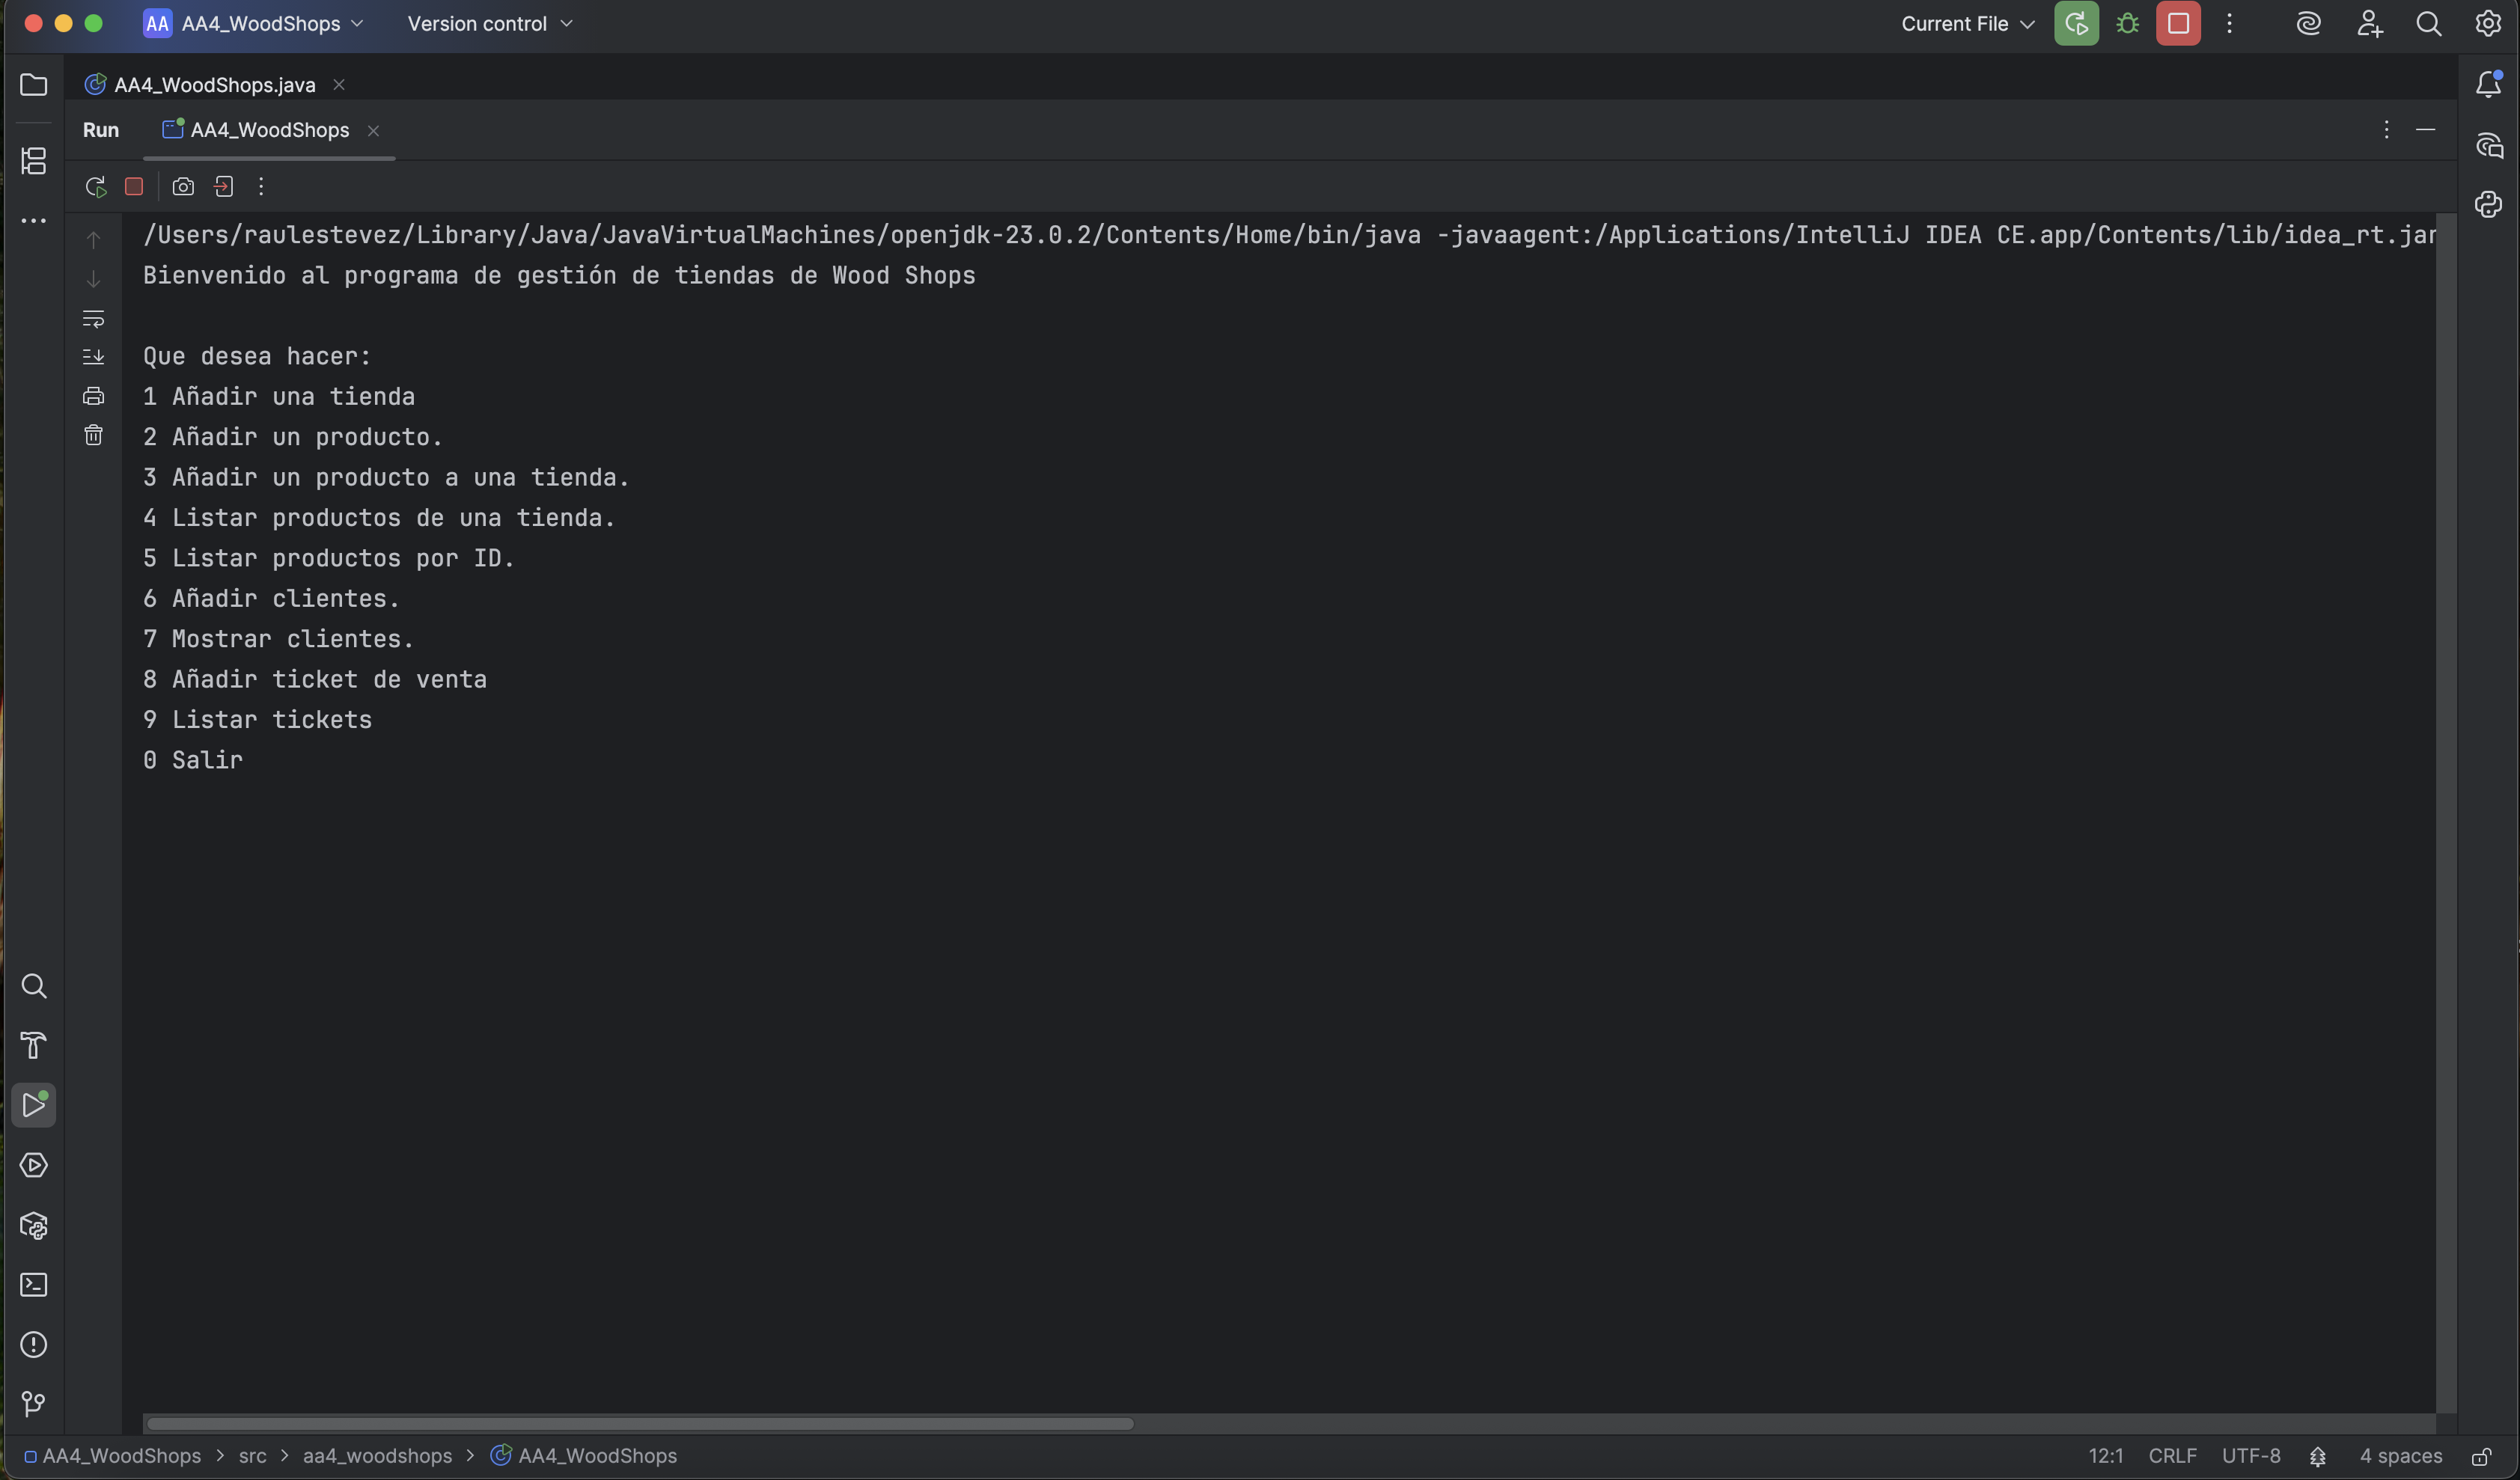 AA AA4_WoodShops Version control Current File
AA4_WoodShops.java
Run AA4_WoodShops
/Users/raulestevez/Library/Java/JavaVirtualMachines/openjdk-23.0.2/Contents/Home/bin/java -javaagent:/Applications/IntelliJ IDEA CE.app/Contents/lib/idea_rt.jar
Bienvenido al programa de gestión de tiendas de Wood Shops
Que desea hacer:
1 Añadir una tienda
2 Añadir un producto.
3 Añadir un producto a una tienda.
4 Listar productos de una tienda.
5 Listar productos por ID.
6 Añadir clientes.
7 Mostrar clientes.
8 Añadir ticket de venta
9 Listar tickets
0 Salir
AA4_WoodShops > src > aa4_woodshops > AA4_WoodShops 12:1 CRLF UTF-8 4 spaces